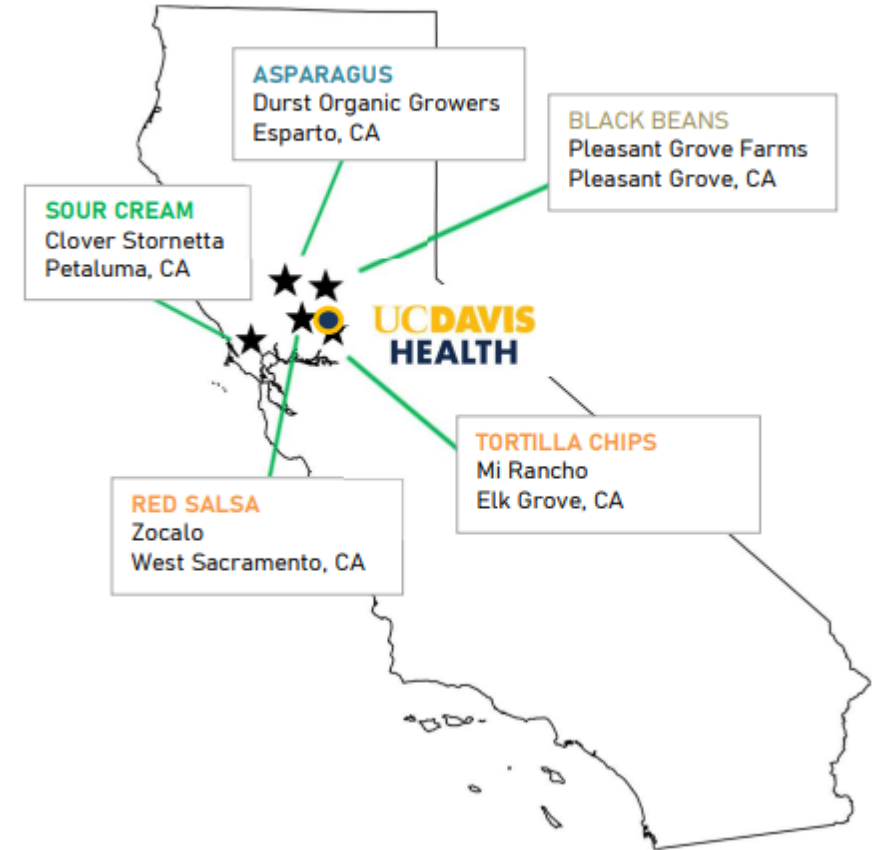 ASPARAGUS
Durst Organic Growers
Esparto, CA
BLACK BEANS
Pleasant Grove Farms
Pleasant Grove, CA
SOUR CREAM
Clover Stornetta
Petaluma, CA
UCDAVIS
HEALTH
TORTILLA CHIPS
Mi Rancho
Elk Grove, CA
RED SALSA
Zocalo
West Sacramento, CA